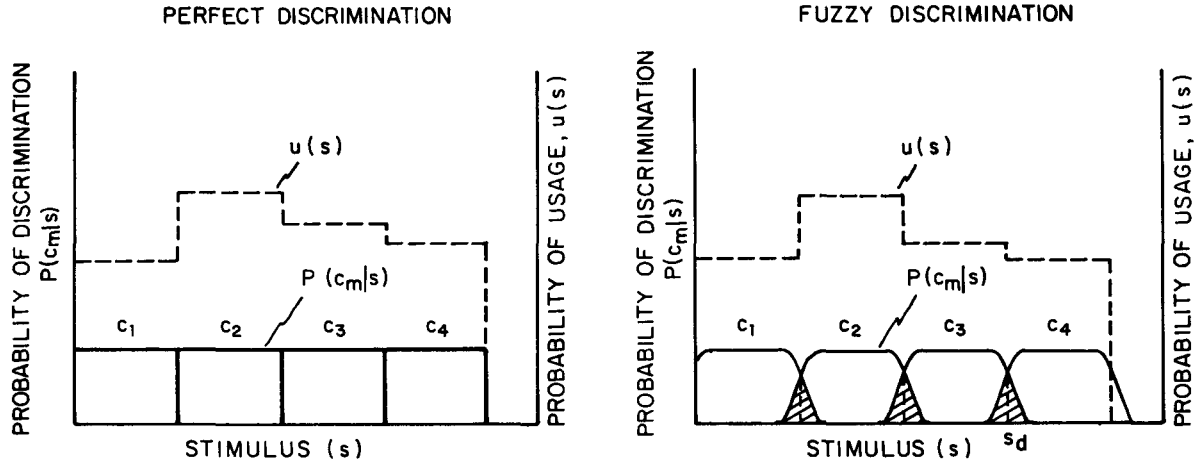 PERFECT DISCRIMINATION
PROBABILITY OF DISCRIMINATION
P(cm|s)
u(s)
P(cm|s)
c1
c2
c3
c4
STIMULUS (s)
PROBABILITY OF USAGE, u(s)
FUZZY DISCRIMINATION
PROBABILITY OF DISCRIMINATION
P(cm|s)
u(s)
P(cm|s)
c1
c2
c3
c4
STIMULUS (s)
sd
PROBABILITY OF USAGE, u(s)